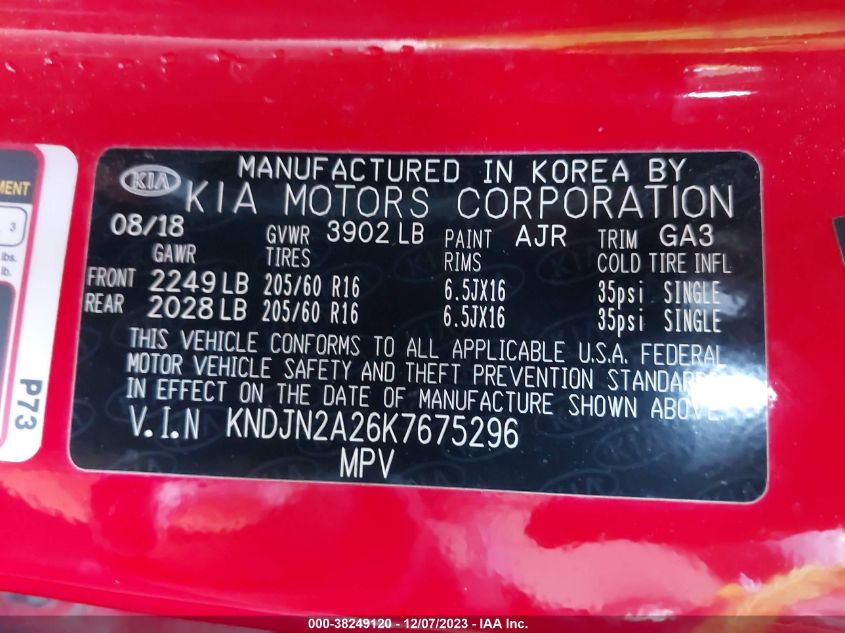 KIA
MANUFACTURED IN KOREA BY
KIA MOTORS CORPORATION
08/18 GVWR 3902 LB PAINT AJR TRIM GA3
GAWR TIRES RIMS COLD TIRE INFL
FRONT 2249 LB 205/60 R16 6.5JX16 35psi SINGLE
REAR 2028 LB 205/60 R16 6.5JX16 35psi SINGLE
THIS VEHICLE CONFORMS TO ALL APPLICABLE U.S.A. FEDERAL
MOTOR VEHICLE SAFETY AND THEFT PREVENTION STANDARD
IN EFFECT ON THE DATE OF MANUFACTURE SHOWN ABOVE.
V.I.N KNDJN2A26K7675296
MPV
MENT
3
lbs.
lb.
P73
000-38249120 - 12/07/2023 - IAA Inc.